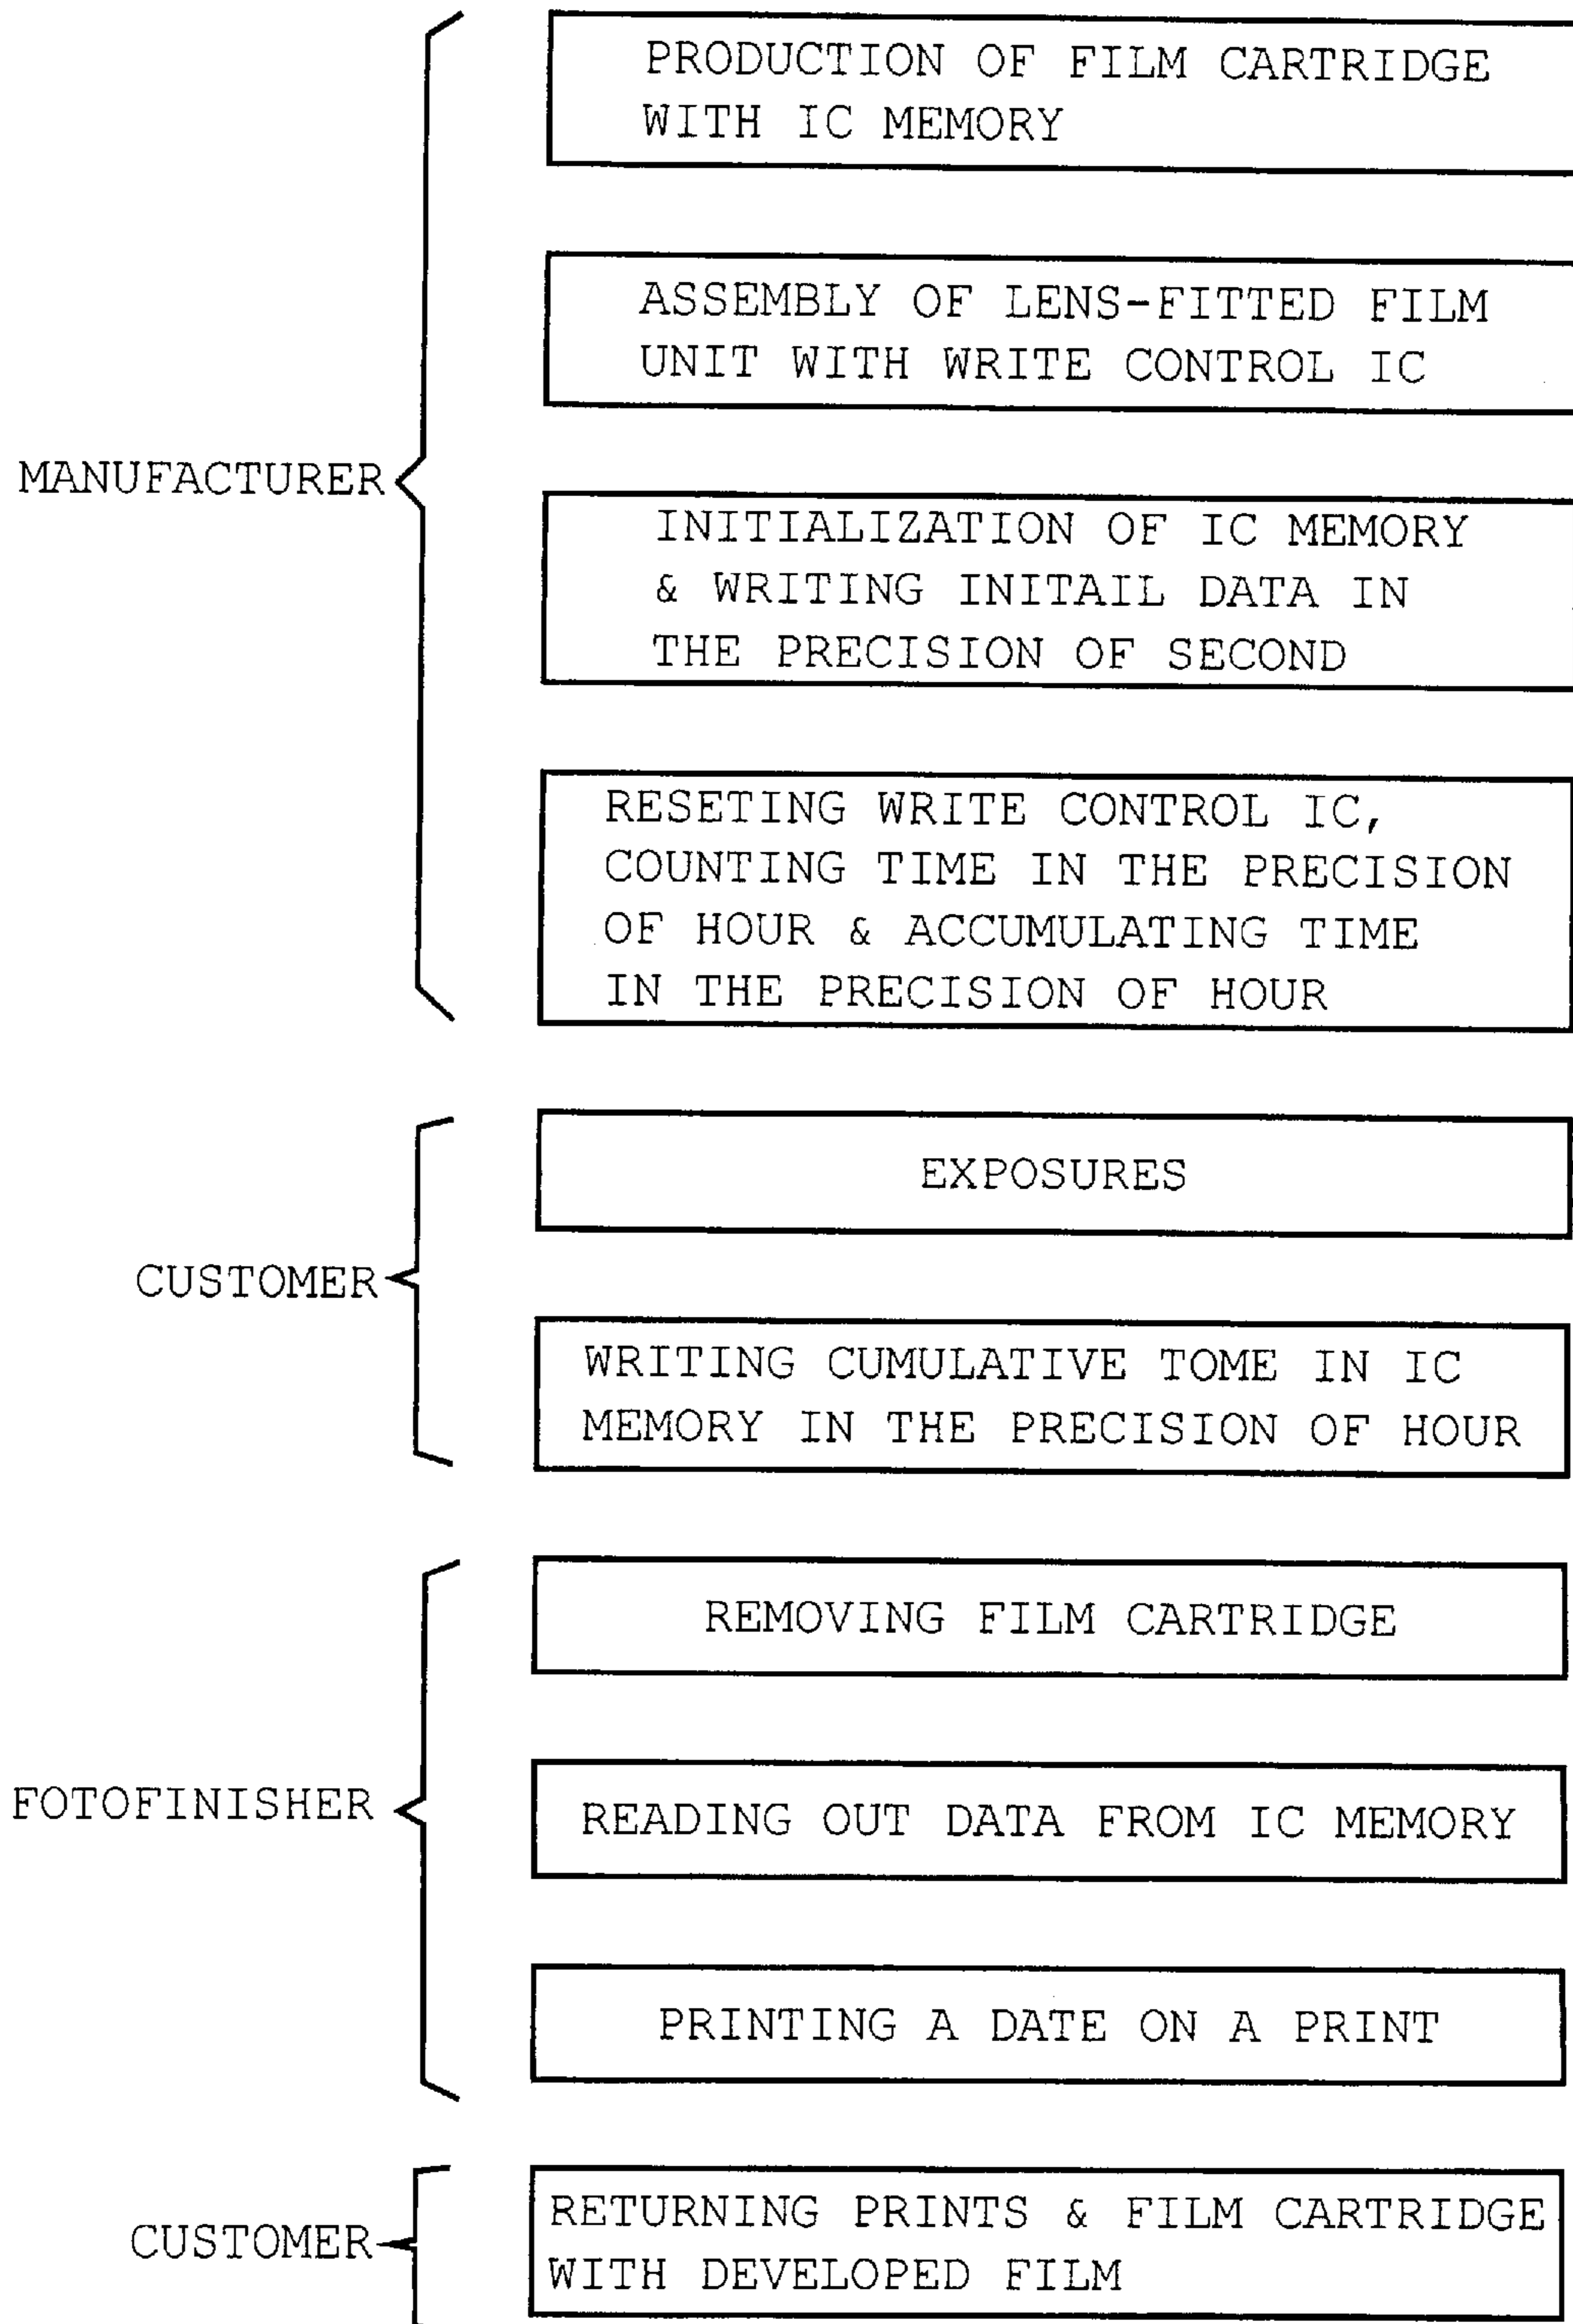 PRODUCTION OF FILM CARTRIDGE
WITH IC MEMORY
ASSEMBLY OF LENS-FITTED FILM
UNIT WITH WRITE CONTROL IC
MANUFACTURER
INITIALIZATION OF IC MEMORY
& WRITING INITAIL DATA IN
THE PRECISION OF SECOND
RESETING WRITE CONTROL IC,
COUNTING TIME IN THE PRECISION
OF HOUR & ACCUMULATING TIME
IN THE PRECISION OF HOUR
EXPOSURES
CUSTOMER
WRITING CUMULATIVE TOME IN IC
MEMORY IN THE PRECISION OF HOUR
REMOVING FILM CARTRIDGE
FOTOFINISHER
READING OUT DATA FROM IC MEMORY
PRINTING A DATE ON A PRINT
CUSTOMER
RETURNING PRINTS & FILM CARTRIDGE
WITH DEVELOPED FILM